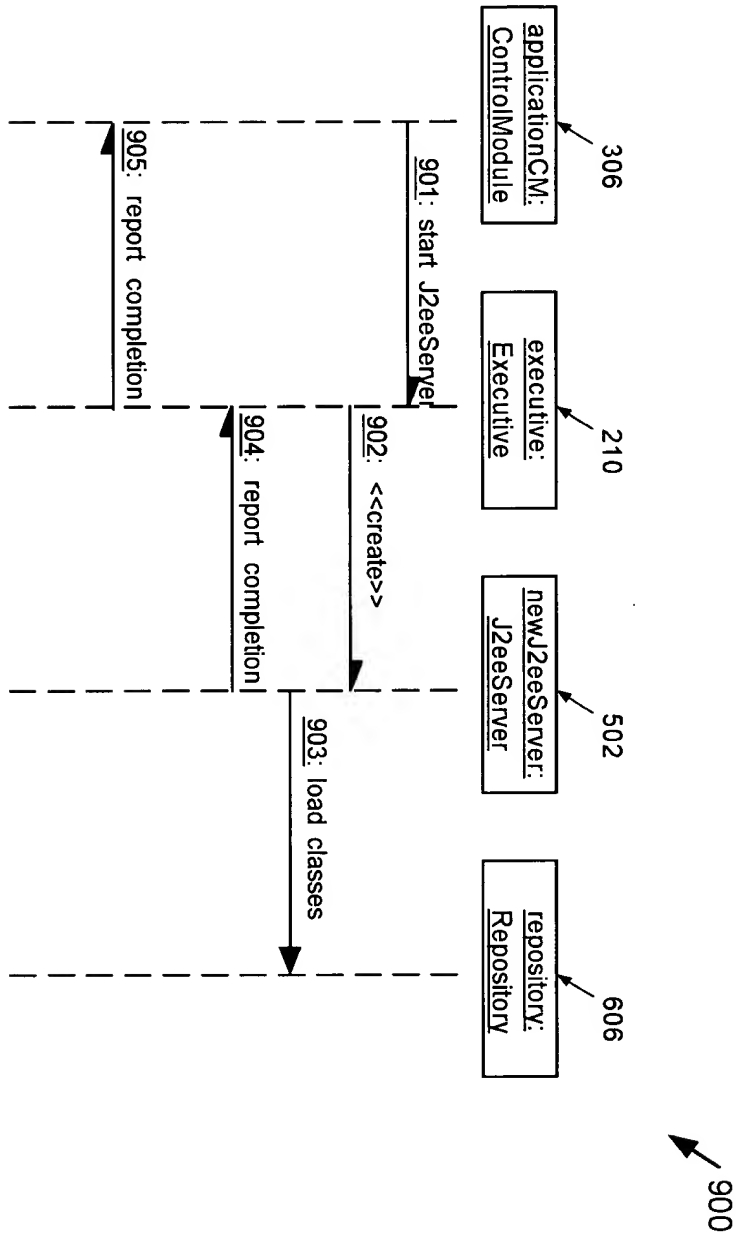 900
306
applicationCM:
ControlModule
210
executive:
Executive
502
newJ2eeServer:
J2eeServer
606
repository:
Repository
901: start J2eeServer
902: <<create>>
903: load classes
904: report completion
905: report completion